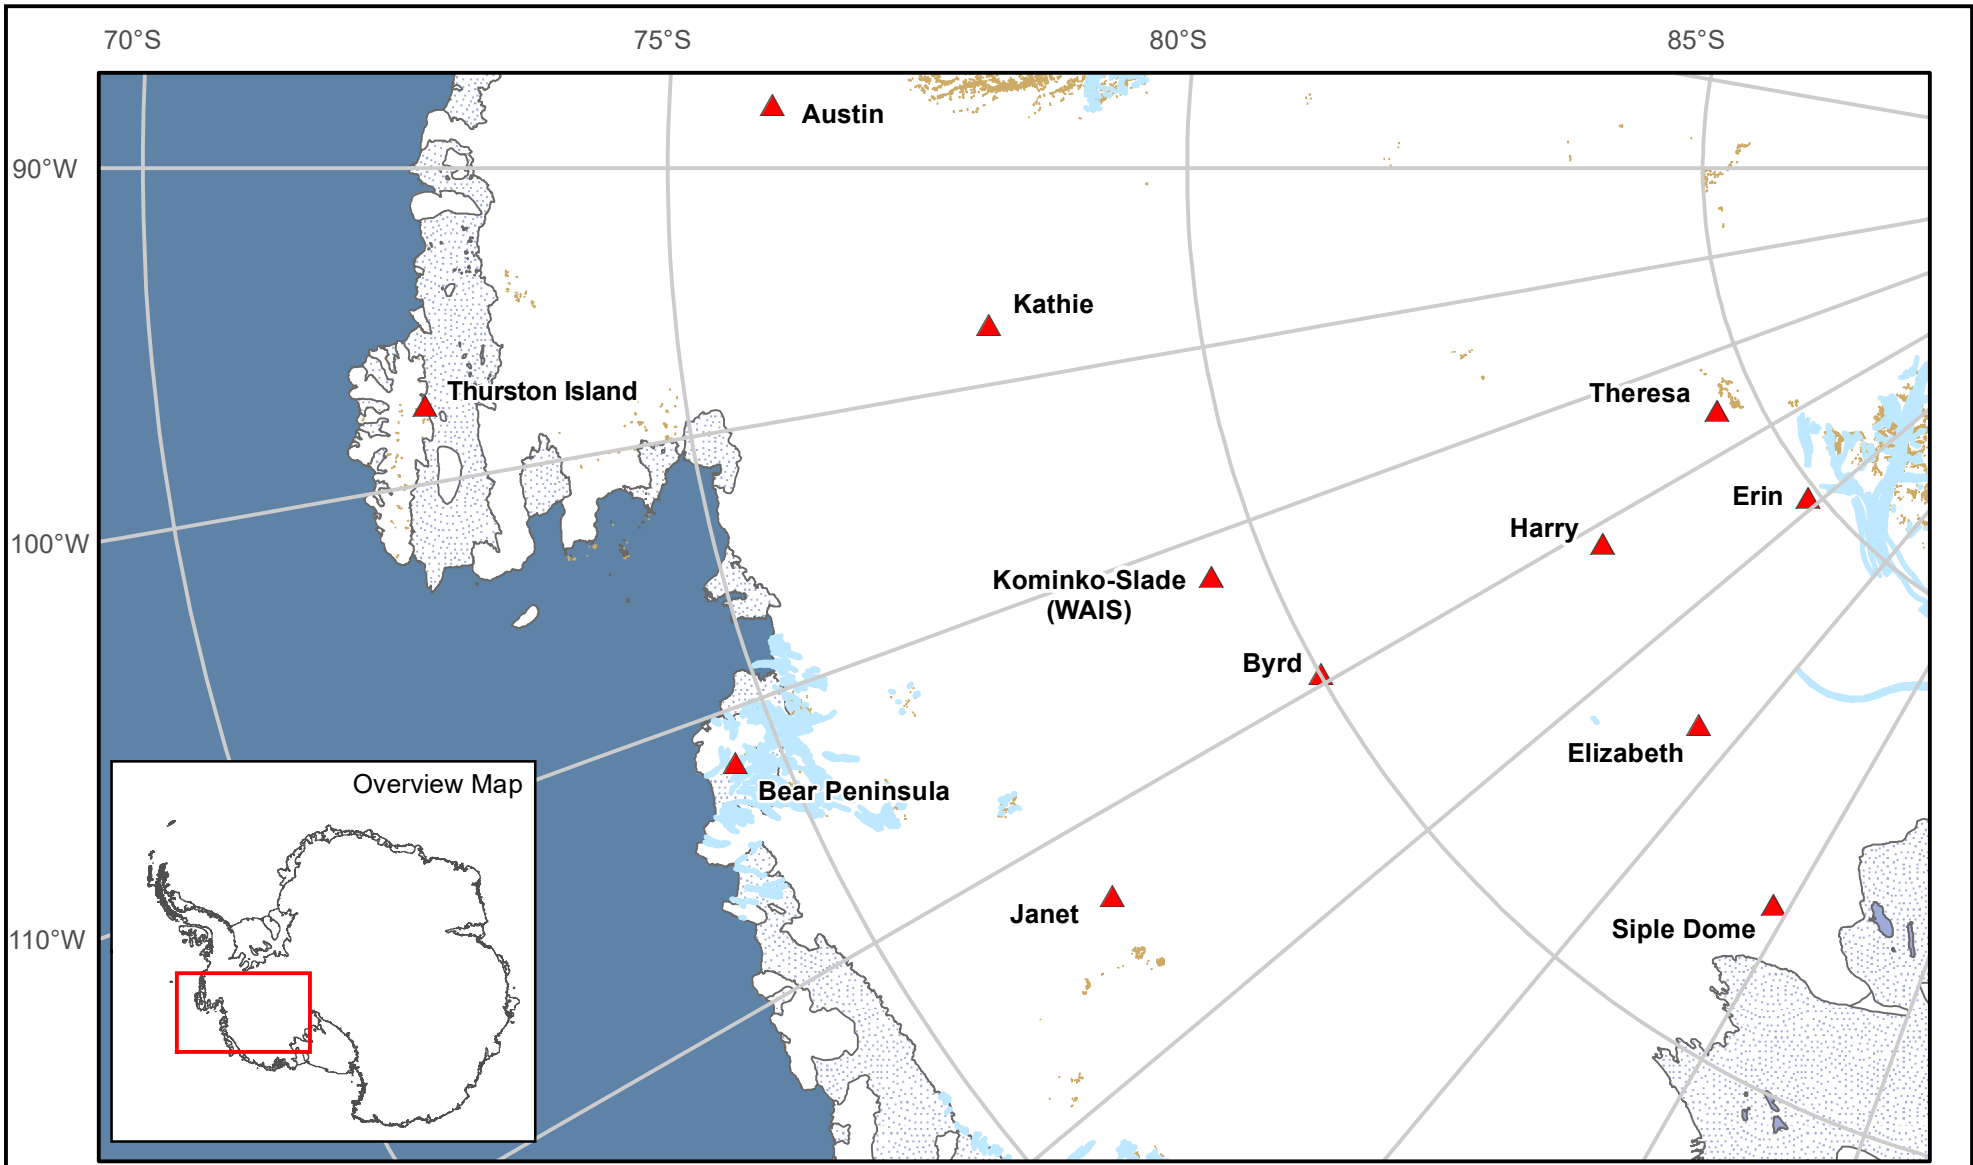 70°S
75°S
80°S
85°S
Austin
90°W
Kathie
Thurston Island
Theresa
Erin
Harry
100°W
Kominko-Slade
(WAIS)
Byrd
Elizabeth
Overview Map
Bear Peninsula
Janet
Siple Dome
110°W